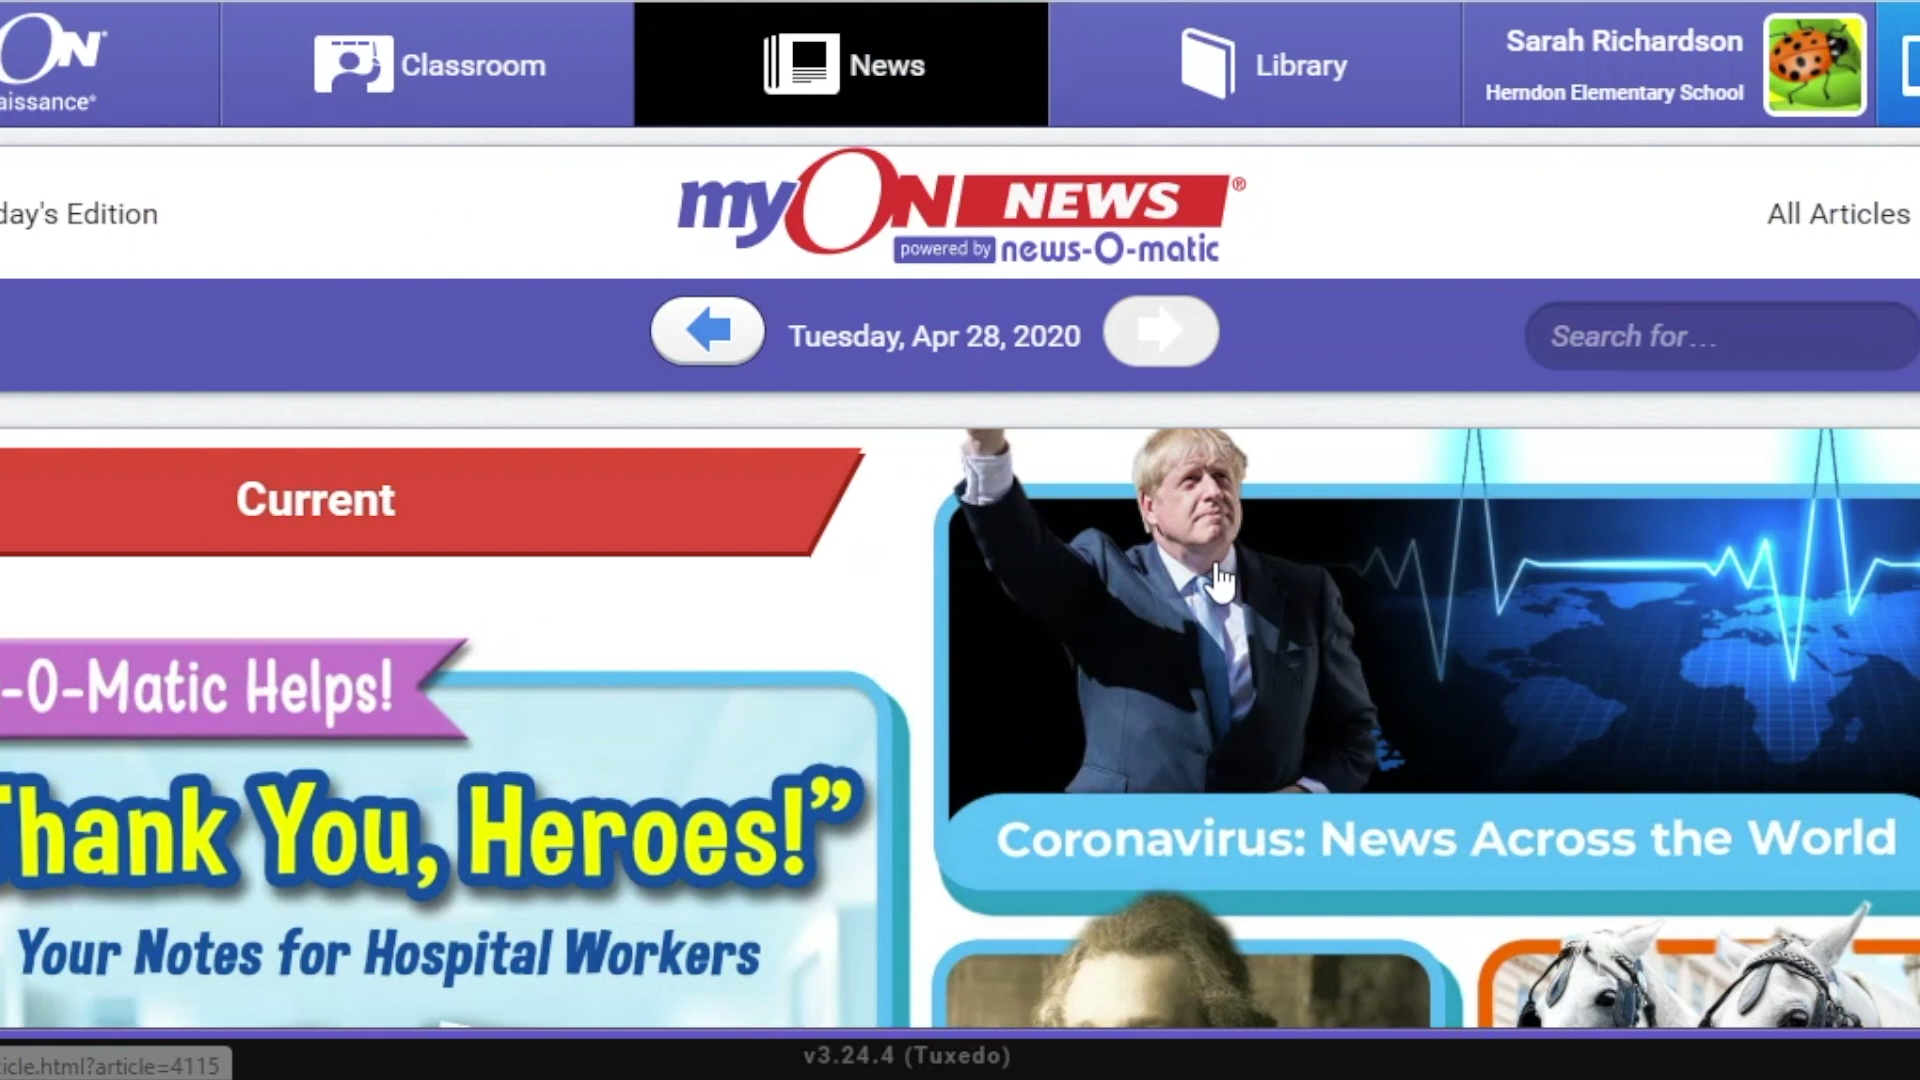 ON
aissance®
Classroom
News
Library
Sarah Richardson
Herndon Elementary School
day's Edition
myON NEWS®
powered by news-O-matic
All Articles
Tuesday, Apr 28, 2020
Search for...
Current
-O-Matic Helps!
Thank You, Heroes!”
Your Notes for Hospital Workers
Coronavirus: News Across the World
icle.html?article=4115
v3.24.4 (Tuxedo)